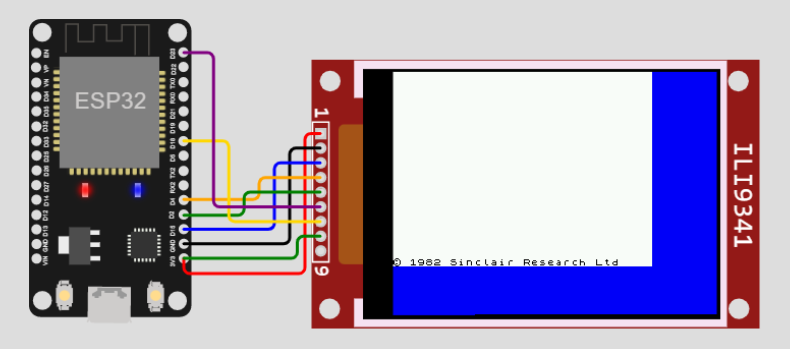 EN
VP
VN
D34
D35
D32
D33
D25
D26
D27
D14
D12
D13
GND
VIN
ESP32
D23
D22
TX0
RX0
D21
D19
D18
D5
TX2
RX2
D4
D2
D15
GND
3V3
1
9
© 1982 Sinclair Research Ltd
ILI9341